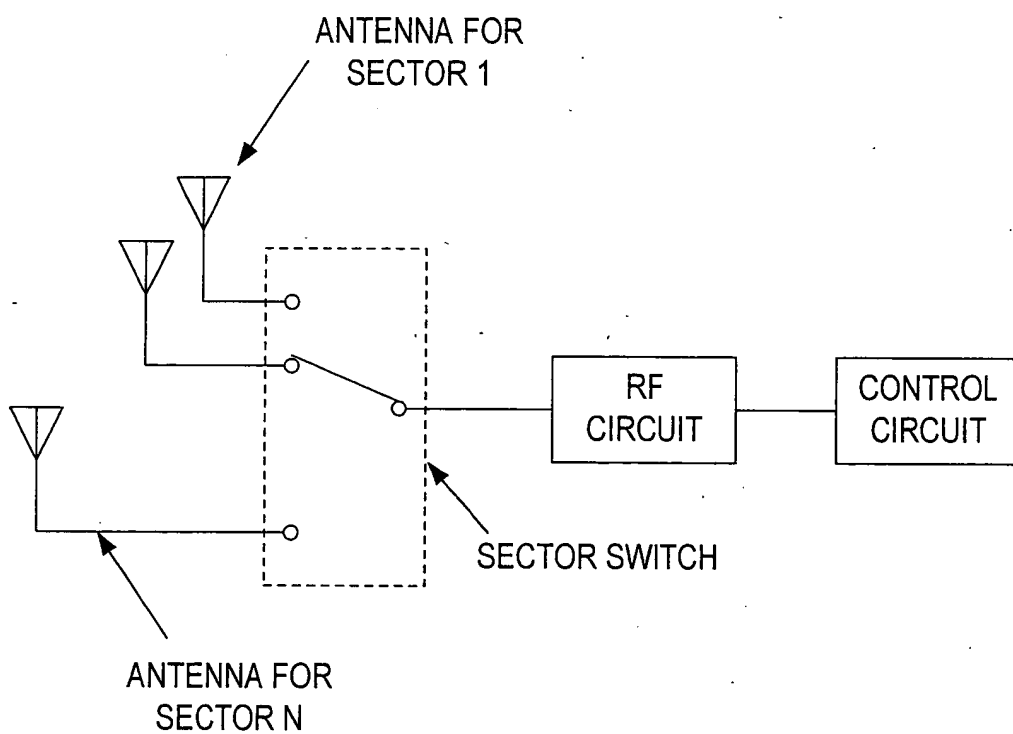 ANTENNA FOR
SECTOR 1
RF
CIRCUIT
CONTROL
CIRCUIT
SECTOR SWITCH
ANTENNA FOR
SECTOR N